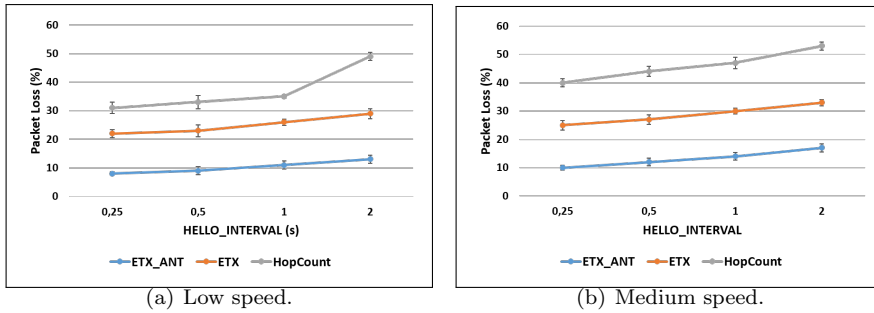 60
50
40
30
20
10
0
Packet Loss (%)
0,25 0,5 1 2
HELLO_INTERVAL (s)
ETX_ANT ETX HopCount
(a) Low speed.
60
50
40
30
20
10
0
Packet Loss (%)
0,25 0,5 1 2
HELLO_INTERVAL
ETX_ANT ETX HopCount
(b) Medium speed.